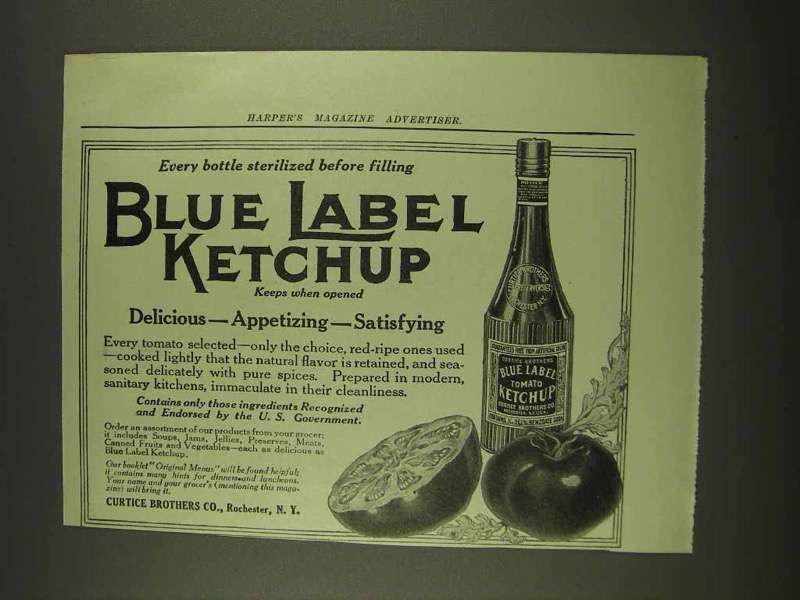 HARPER'S MAGAZINE ADVERTISER.
Every bottle sterilized before filling
BLUE LABEL
KETCHUP
Keeps when opened
Delicious—Appetizing—Satisfying
Every tomato selected—only the choice, red-ripe ones used
—cooked lightly that the natural flavor is retained, and sea-
soned delicately with pure spices. Prepared in modern,
sanitary kitchens, immaculate in their cleanliness.
Contains only those ingredients Recognized
and Endorsed by the U. S. Government.
Order an assortment of our products from your grocer;
it includes Soups, Jams, Jellies, Preserves, Meats,
Canned Fruits and Vegetables—each as delicious as
Blue Label Ketchup.
Our booklet "Original Menus" will be found helpful;
it contains many hints for dinners and luncheons.
Your name and your grocer's (mentioning this maga-
zine) will bring it.
CURTICE BROTHERS CO., Rochester, N. Y.
CURTICE BROTHERS
PRESERVERS
ROCHESTER, N.Y.
CURTICE BROTHERS
BLUE LABEL
TOMATO
KETCHUP
CURTICE BROTHERS CO.